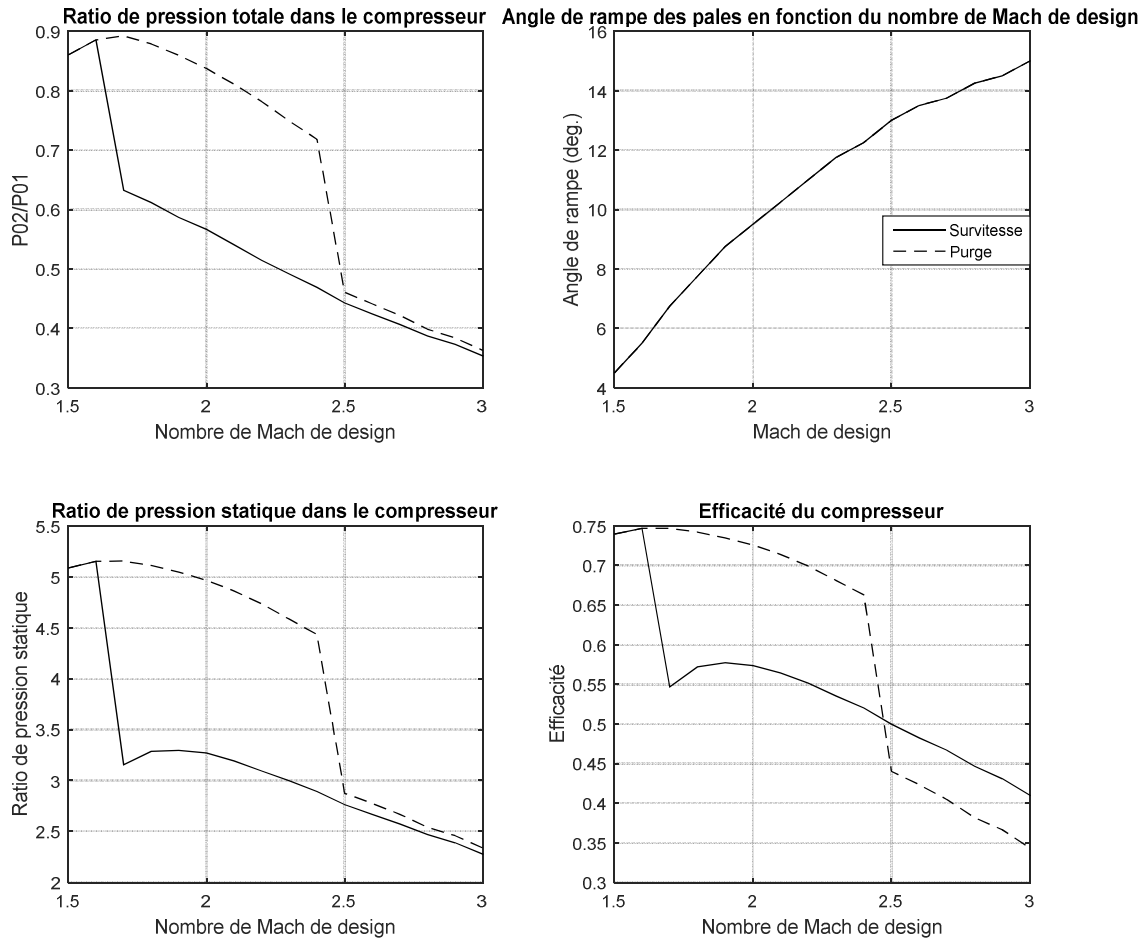 Ratio de pression totale dans le compresseur
0.9
0.8
0.7
0.6
0.5
0.4
0.3
P02/P01
1.5 2 2.5 3
Nombre de Mach de design
Angle de rampe des pales en fonction du nombre de Mach de design
16
14
12
10
8
6
4
Angle de rampe (deg.)
Survitesse
Purge
1.5 2 2.5 3
Mach de design
Ratio de pression statique dans le compresseur
5.5
5
4.5
4
3.5
3
2.5
2
Ratio de pression statique
1.5 2 2.5 3
Nombre de Mach de design
Efficacité du compresseur
0.75
0.7
0.65
0.6
0.55
0.5
0.45
0.4
0.35
0.3
Efficacité
1.5 2 2.5 3
Nombre de Mach de design